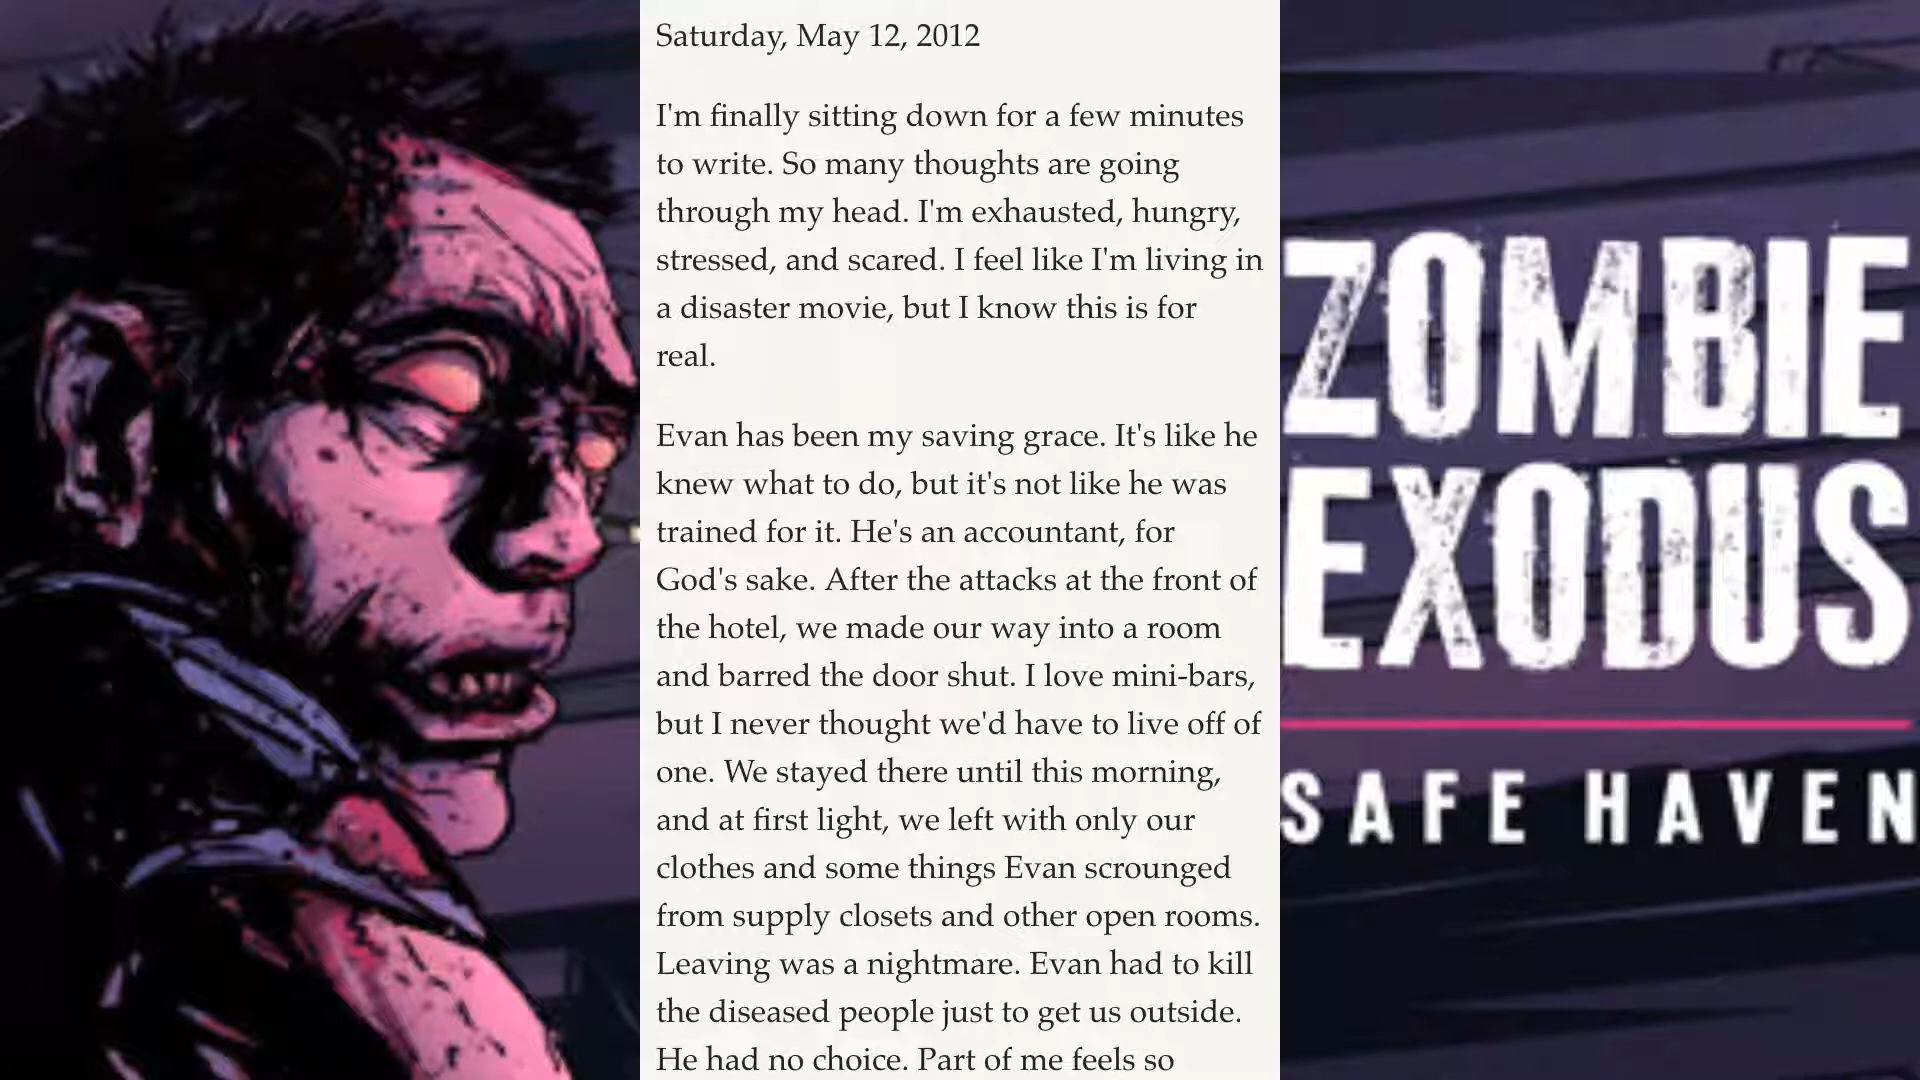 Saturday, May 12, 2012
I'm finally sitting down for a few minutes
to write. So many thoughts are going
through my head. I'm exhausted, hungry,
stressed, and scared. I feel like I'm living in
a disaster movie, but I know this is for
real.
Evan has been my saving grace. It's like he
knew what to do, but it's not like he was
trained for it. He's an accountant, for
God's sake. After the attacks at the front of
the hotel, we made our way into a room
and barred the door shut. I love mini-bars,
but I never thought we'd have to live off of
one. We stayed there until this morning,
and at first light, we left with only our
clothes and some things Evan scrounged
from supply closets and other open rooms.
Leaving was a nightmare. Evan had to kill
the diseased people just to get us outside.
He had no choice. Part of me feels so
ZOMBIE
EXODUS
SAFE HAVEN